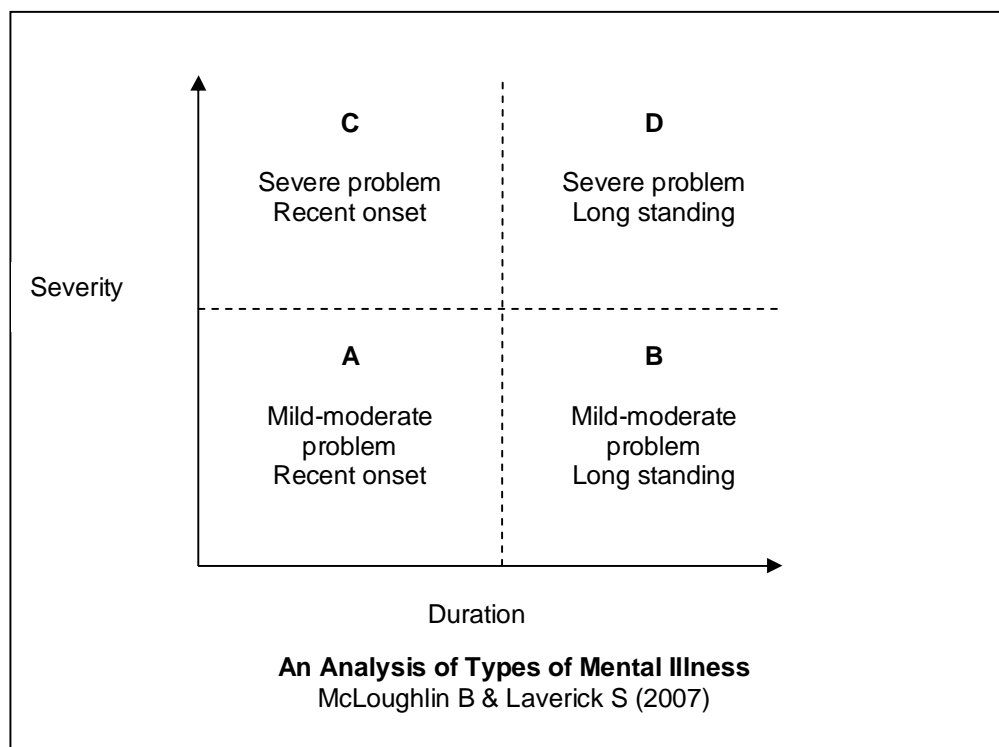 C
Severe problem
Recent onset
D
Severe problem
Long standing
Severity
A
Mild-moderate
problem
Recent onset
B
Mild-moderate
problem
Long standing
Duration
An Analysis of Types of Mental Illness
McLoughlin B & Laverick S (2007)